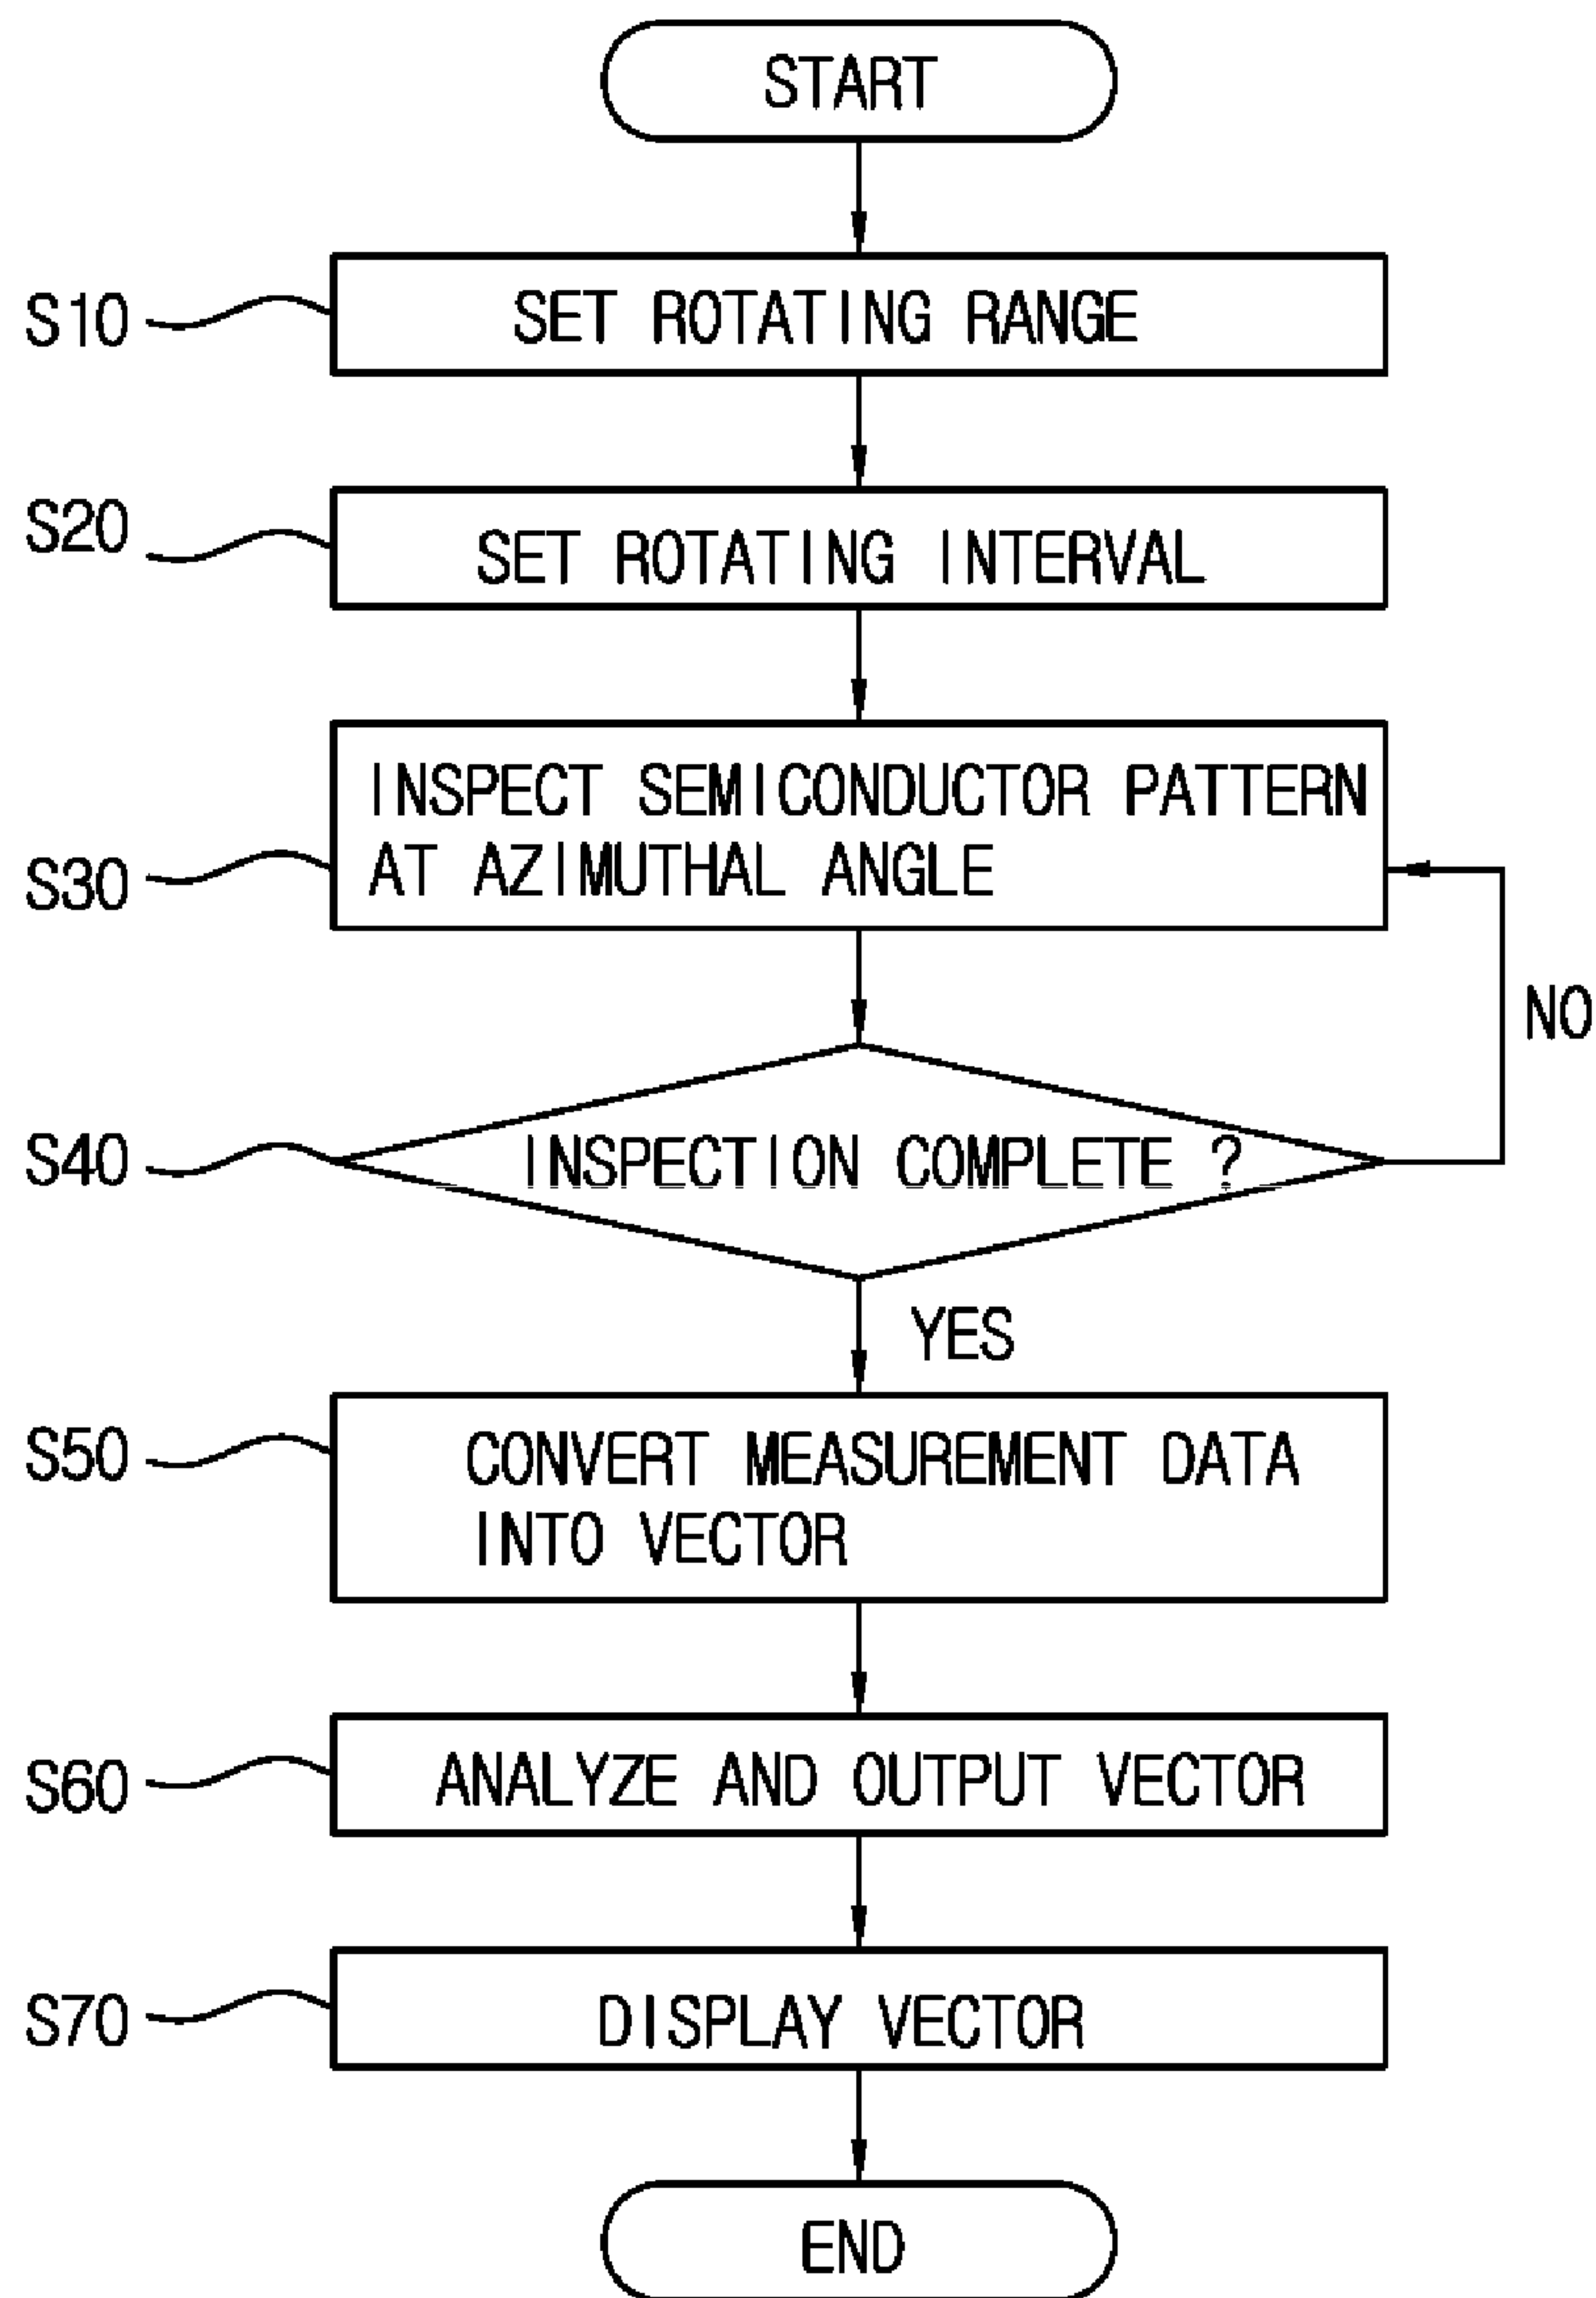 START
S10
SET ROTATING RANGE
S20
SET ROTATING INTERVAL
S30
INSPECT SEMICONDUCTOR PATTERN
AT AZIMUTHAL ANGLE
NO
S40
INSPECTION COMPLETE ?
YES
S50
CONVERT MEASUREMENT DATA
INTO VECTOR
S60
ANALYZE AND OUTPUT VECTOR
S70
DISPLAY VECTOR
END